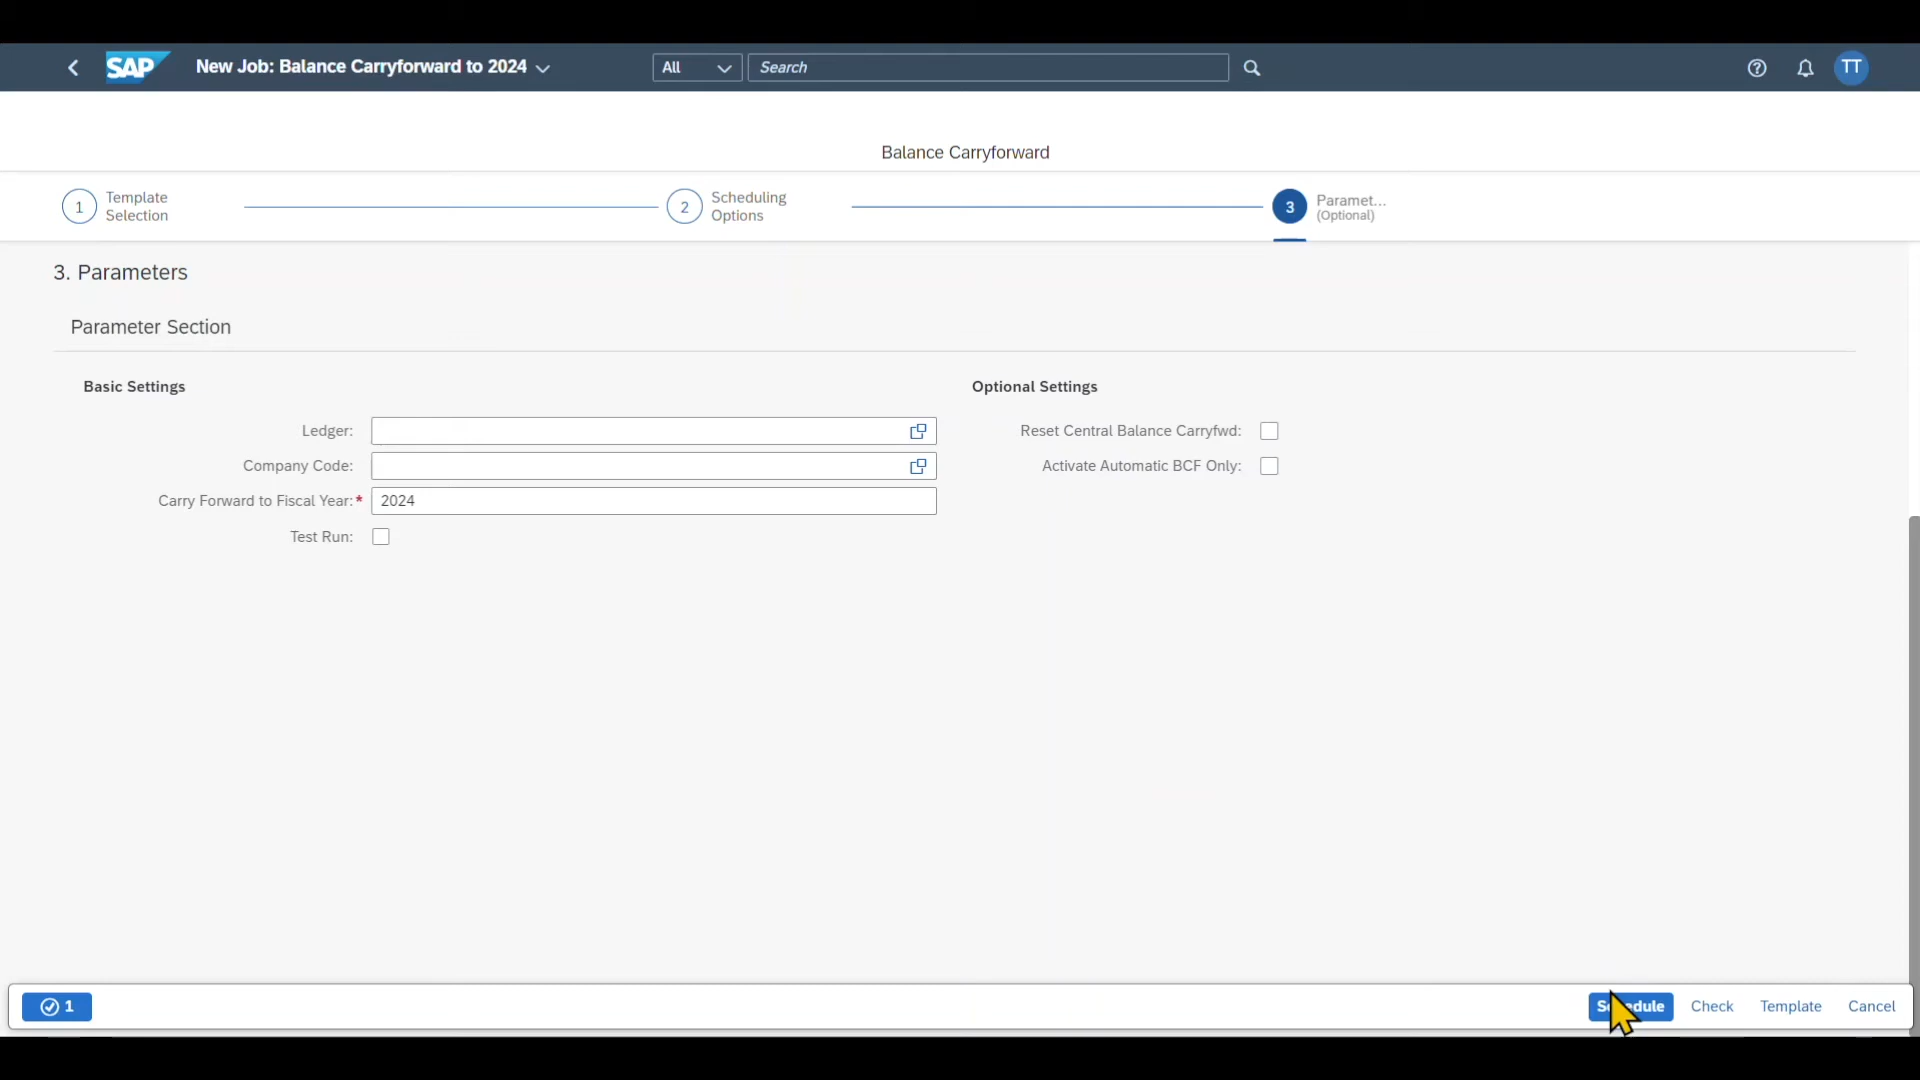 SAP New Job: Balance Carryforward to 2024 All Search TT
Balance Carryforward
1 Template Selection
2 Scheduling Options
3 Paramet... (Optional)
3. Parameters
Parameter Section
Basic Settings
Ledger:
Company Code:
Carry Forward to Fiscal Year:* 2024
Test Run:
Optional Settings
Reset Central Balance Carryfwd:
Activate Automatic BCF Only:
1 Check Template Cancel